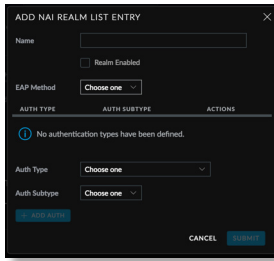 ADD NAI REALM LIST ENTRY
Name
Realm Enabled
EAP Method Choose one
AUTH TYPE AUTH SUBTYPE ACTIONS
No authentication types have been defined.
Auth Type Choose one
Auth Subtype Choose one
+ ADD AUTH
CANCEL SUBMIT